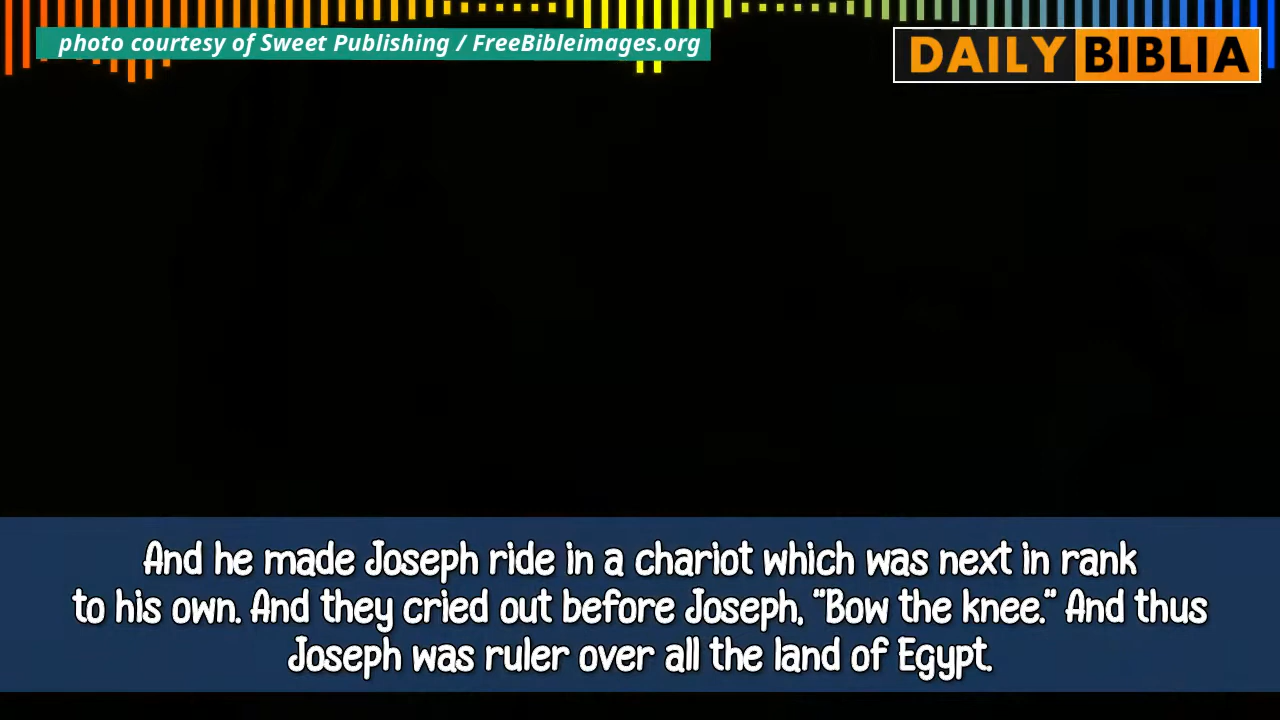 photo courtesy of Sweet Publishing / FreeBibleimages.org
DAILY BIBLIA
And he made Joseph ride in a chariot which was next in rank
to his own. And they cried out before Joseph, "Bow the knee." And thus
Joseph was ruler over all the land of Egypt.